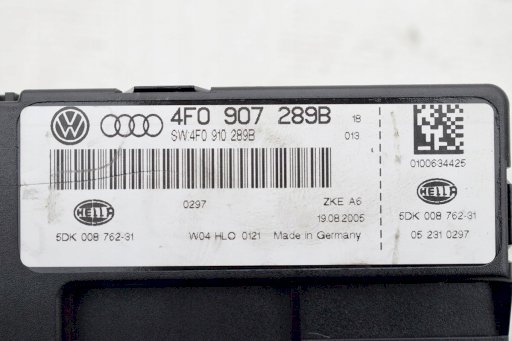 4F0 907 289B
SW:4F0 910 289B
18
013
0100634425
0297
ZKE A6
19.08.2005
HELLA
5DK 008 762-31
W04 HLO 0121 Made in Germany
HELLA
5DK 008 762-31
05 231 0297